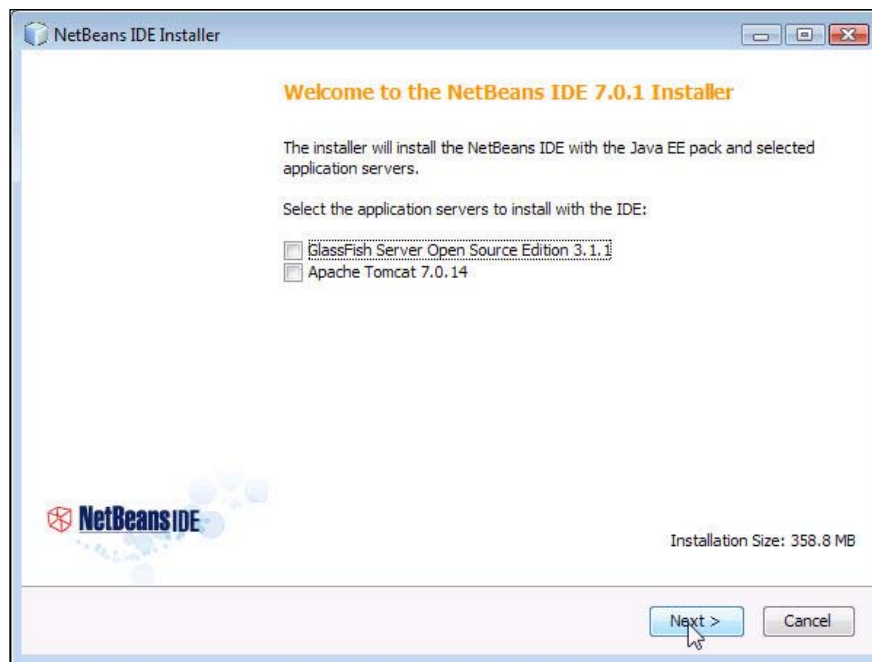 NetBeans IDE Installer
Welcome to the NetBeans IDE 7.0.1 Installer
The installer will install the NetBeans IDE with the Java EE pack and selected
application servers.
Select the application servers to install with the IDE:
GlassFish Server Open Source Edition 3.1.1
Apache Tomcat 7.0.14
NetBeans IDE
Installation Size: 358.8 MB
Next >
Cancel